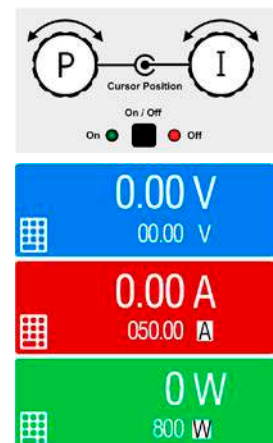 P C I
Cursor Position
On / Off
On Off
0.00 V
00.00 V
0.00 A
050.00 A
0 W
800 W